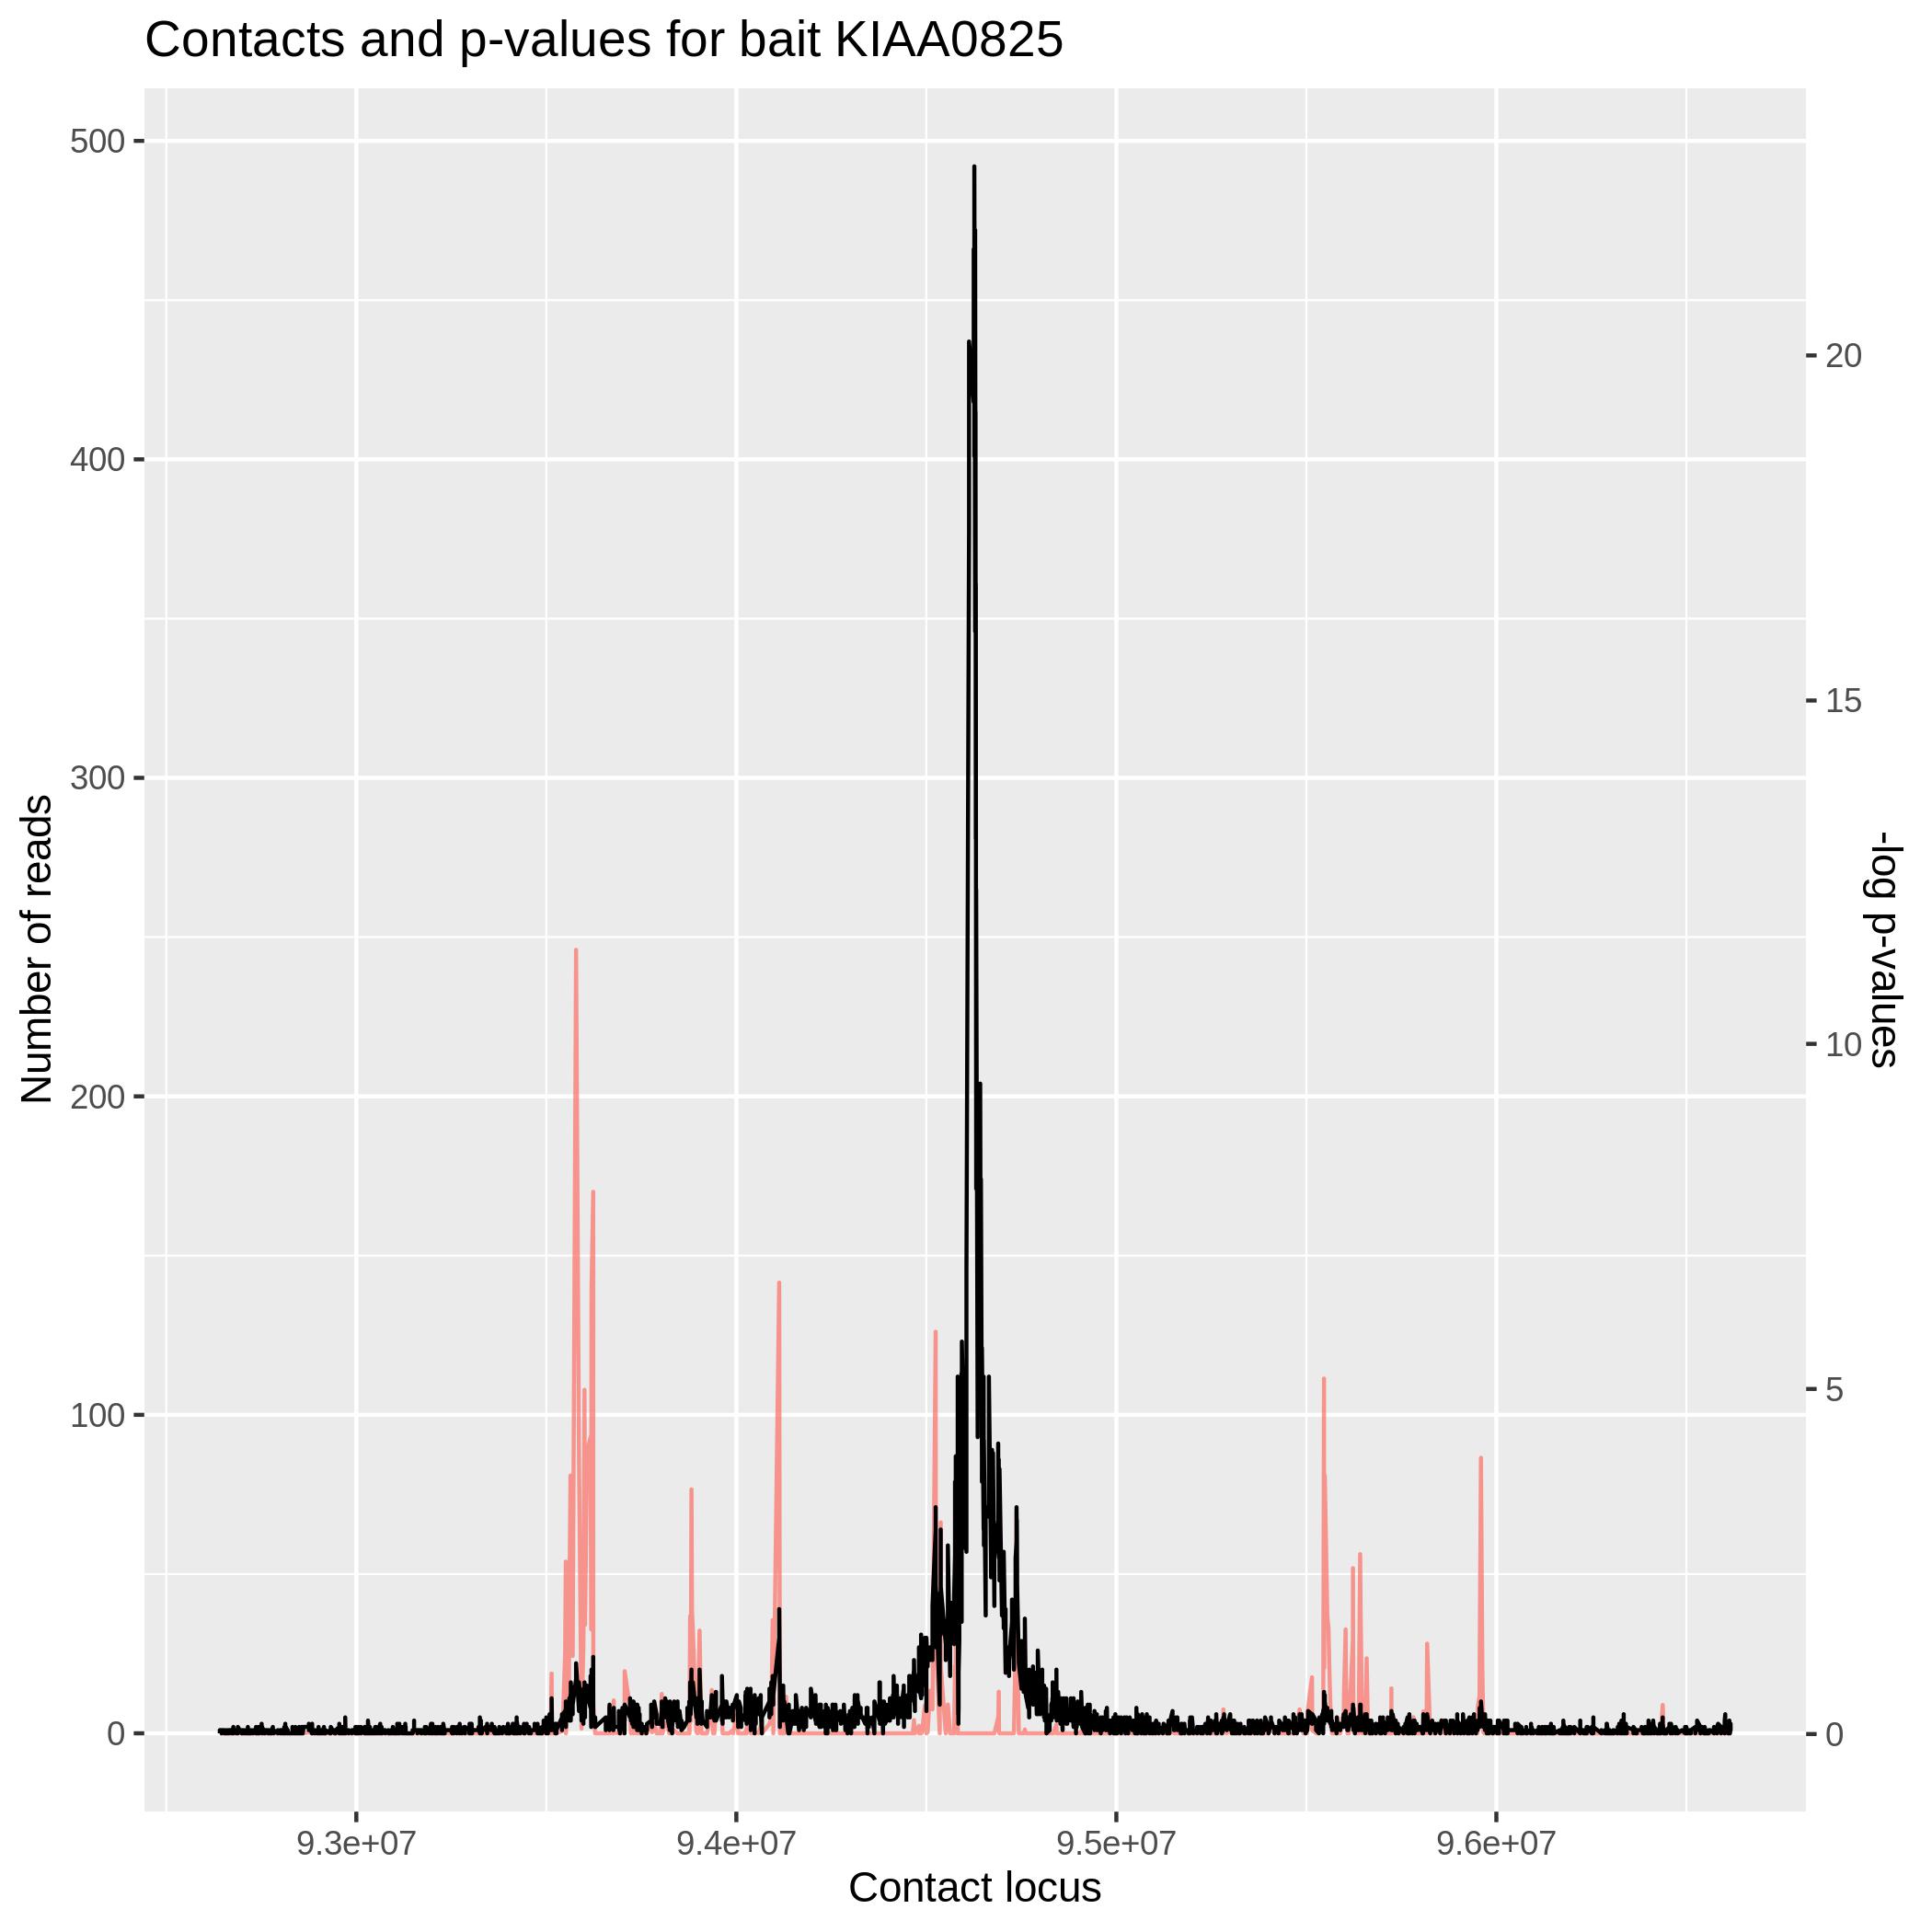 Contacts and p-values for bait KIAA0825
500
400
300
200
100
0
Number of reads
20
15
10
5
0
-log p-values
9.3e+07 9.4e+07 9.5e+07 9.6e+07
Contact locus